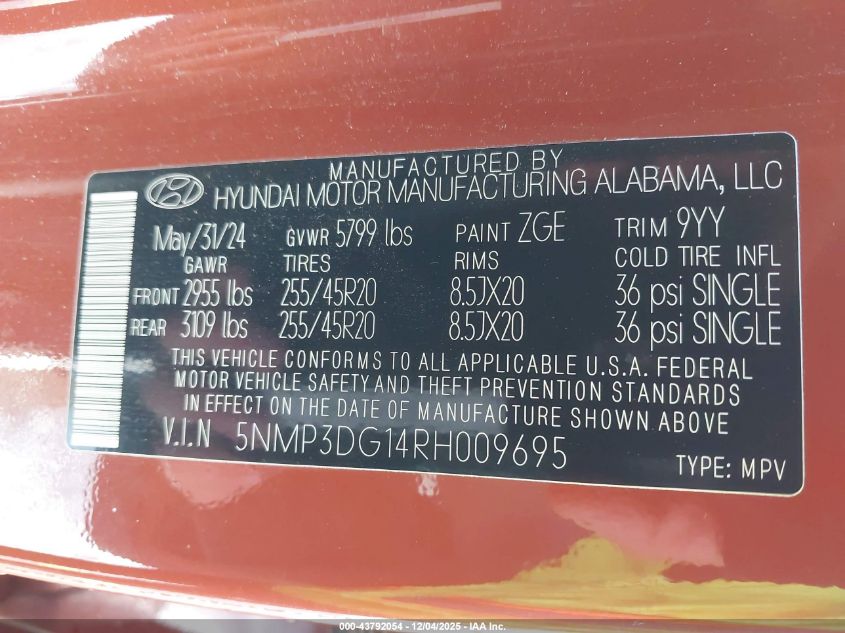 MANUFACTURED BY
HYUNDAI MOTOR MANUFACTURING ALABAMA, LLC
May/31/24 GVWR 5799 lbs PAINT ZGE TRIM 9YY
GAWR TIRES RIMS COLD TIRE INFL
FRONT 2955 lbs 255/45R20 8.5JX20 36 psi SINGLE
REAR 3109 lbs 255/45R20 8.5JX20 36 psi SINGLE
THIS VEHICLE CONFORMS TO ALL APPLICABLE U.S.A. FEDERAL
MOTOR VEHICLE SAFETY AND THEFT PREVENTION STANDARDS
IN EFFECT ON THE DATE OF MANUFACTURE SHOWN ABOVE
V.I.N 5NMP3DG14RH009695
TYPE: MPV
000-43792054 - 12/04/2025 - IAA Inc.